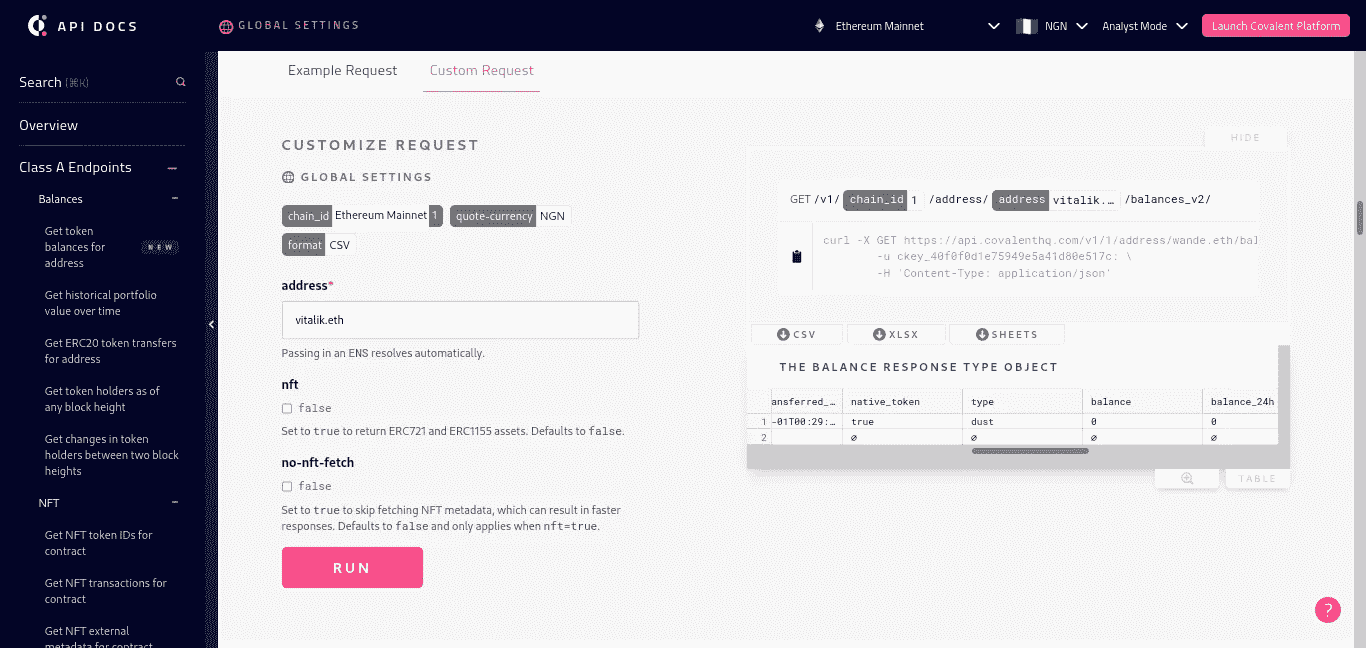 API DOCS
GLOBAL SETTINGS
Ethereum Mainnet
NGN
Analyst Mode
Launch Covalent Platform
Search (⌘K)
Overview
Class A Endpoints
Balances
Get token
balances for
address
NEW
Get historical portfolio
value over time
Get ERC20 token transfers
for address
Get token holders as of
any block height
Get changes in token
holders between two block
heights
NFT
Get NFT token IDs for
contract
Get NFT transactions for
contract
Get NFT external
metadata for contract
Example Request
Custom Request
CUSTOMIZE REQUEST
GLOBAL SETTINGS
chain_id Ethereum Mainnet 1 quote-currency NGN
format CSV
address*
vitalik.eth
Passing in an ENS resolves automatically.
nft
false
Set to true to return ERC721 and ERC1155 assets. Defaults to false.
no-nft-fetch
false
Set to true to skip fetching NFT metadata, which can result in faster
responses. Defaults to false and only applies when nft=true.
RUN
HIDE
GET /v1/ chain_id 1 /address/ address vitalik.… /balances_v2/
curl -X GET https://api.covalenthq.com/v1/1/address/wande.eth/bal
-u ckey_40f0f0d1e75949e5a41d80e517c: \
-H 'Content-Type: application/json'
CSV
XLSX
SHEETS
THE BALANCE RESPONSE TYPE OBJECT
ansferred_… native_token type balance balance_24h
1 -01T00:29:… true dust 0 0
2 ∅ ∅ ∅ ∅
TABLE
?